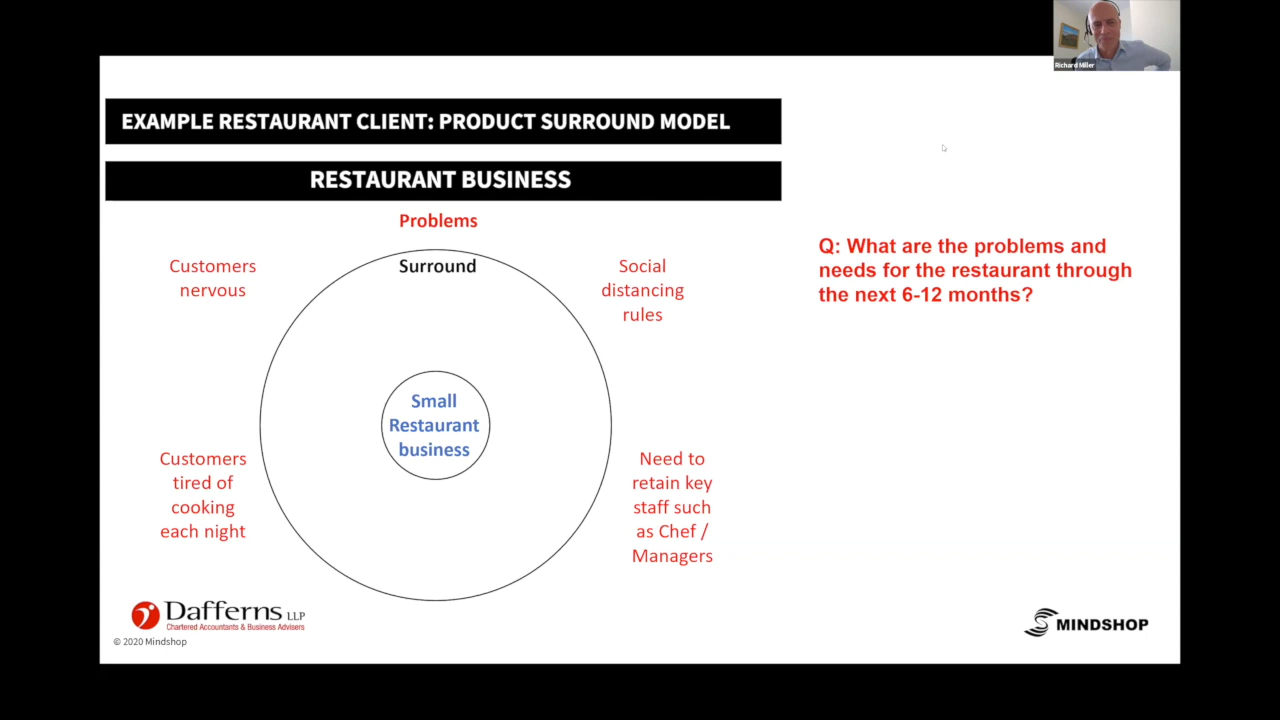 Richard Miller
EXAMPLE RESTAURANT CLIENT: PRODUCT SURROUND MODEL
RESTAURANT BUSINESS
Problems
Customers
nervous
Surround
Social
distancing
rules
Q: What are the problems and
needs for the restaurant through
the next 6-12 months?
Small
Restaurant
business
Customers
tired of
cooking
each night
Need to
retain key
staff such
as Chef /
Managers
Dafferns LLP
Chartered Accountants & Business Advisers
© 2020 Mindshop
MINDSHOP